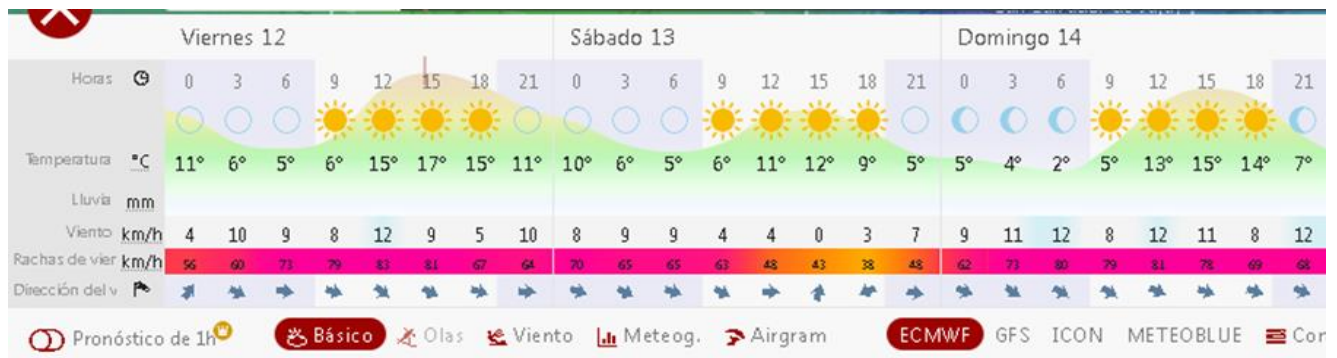 Viernes 12 Sábado 13 Domingo 14
Horas 0 3 6 9 12 15 18 21 0 3 6 9 12 15 18 21 0 3 6 9 12 15 18 21
Temperatura °C 11° 6° 5° 6° 15° 17° 15° 11° 10° 6° 5° 6° 11° 12° 9° 5° 5° 4° 2° 5° 13° 15° 14° 7°
Lluvia mm
Viento km/h 4 10 9 8 12 9 5 10 8 9 9 4 4 0 3 7 9 11 12 8 12 11 8 12
Rachas de vier km/h 56 60 73 79 83 81 67 64 70 65 65 63 48 43 38 48 62 73 80 79 81 78 69 68
Dirección del v
Pronóstico de 1h Básico Olas Viento Meteog. Airgram ECMWF GFS ICON METEOBLUE Cor